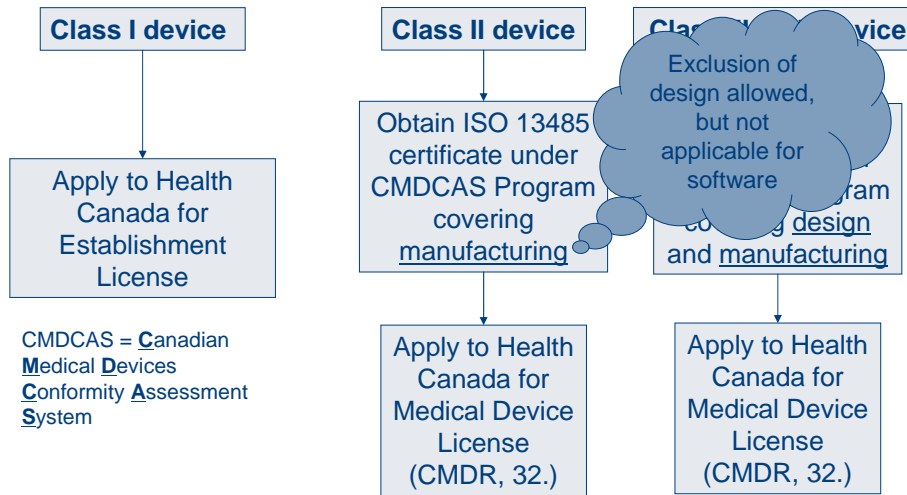 Class I device
Apply to Health
Canada for
Establishment
License
CMDCAS = Canadian
Medical Devices
Conformity Assessment
System
Class II device
Obtain ISO 13485
certificate under
CMDCAS Program
covering
manufacturing
Apply to Health
Canada for
Medical Device
License
(CMDR, 32.)
Exclusion of
design allowed,
but not
applicable for
software
design
and manufacturing
Apply to Health
Canada for
Medical Device
License
(CMDR, 32.)